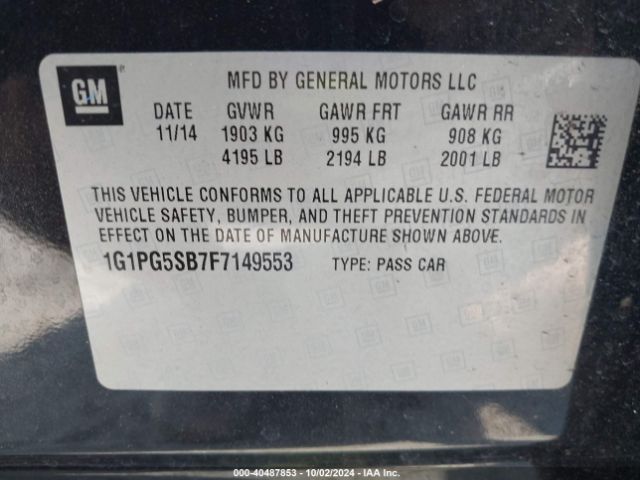 GM
MFD BY GENERAL MOTORS LLC
DATE GVWR GAWR FRT GAWR RR
11/14 1903 KG 995 KG 908 KG
4195 LB 2194 LB 2001 LB
THIS VEHICLE CONFORMS TO ALL APPLICABLE U.S. FEDERAL MOTOR
VEHICLE SAFETY, BUMPER, AND THEFT PREVENTION STANDARDS IN
EFFECT ON THE DATE OF MANUFACTURE SHOWN ABOVE.
1G1PG5SB7F7149553 TYPE: PASS CAR
000-40487853 - 10/02/2024 - IAA Inc.